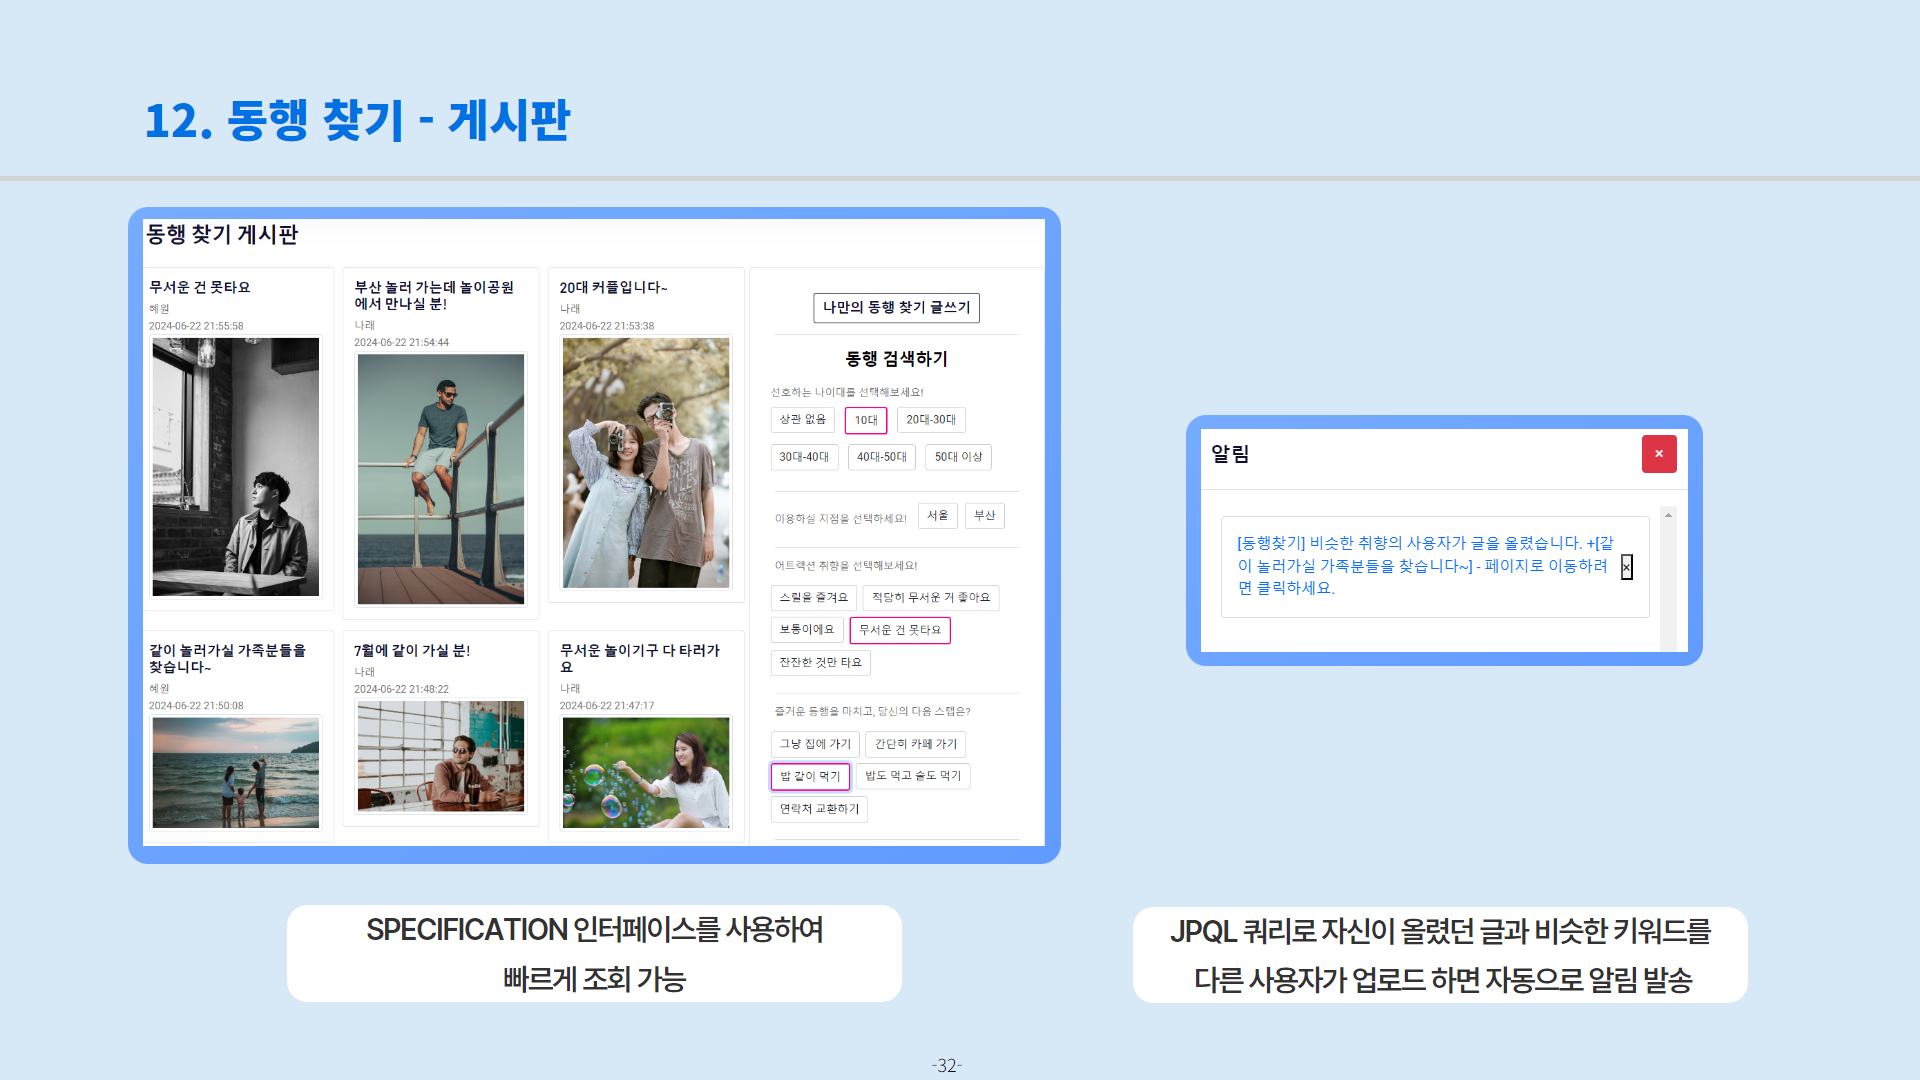 12. 동행 찾기 - 게시판
동행 찾기 게시판
무서운 건 못타요
혜원
2024-06-22 21:55:58
부산 놀러 가는데 놀이공원
에서 만나실 분!
나래
2024-06-22 21:54:44
20대 커플입니다~
나래
2024-06-22 21:53:38
같이 놀러가실 가족분들을
찾습니다~
혜원
2024-06-22 21:50:08
7월에 같이 가실 분!
나래
2024-06-22 21:48:22
무서운 놀이기구 다 타러가
요
나래
2024-06-22 21:47:17
나만의 동행 찾기 글쓰기
동행 검색하기
선호하는 나이대를 선택해보세요!
상관 없음 10대 20대-30대
30대-40대 40대-50대 50대 이상
이용하실 지점을 선택하세요! 서울 부산
어트랙션 취향을 선택해보세요!
스릴을 즐겨요 적당히 무서운 거 좋아요
보통이에요 무서운 건 못타요
잔잔한 것만 타요
즐거운 동행을 마치고, 당신의 다음 스텝은?
그냥 집에 가기 간단히 카페 가기
밥 같이 먹기 밥도 먹고 술도 먹기
연락처 교환하기
알림
×
[동행찾기] 비슷한 취향의 사용자가 글을 올렸습니다. +[같
이 놀러가실 가족분들을 찾습니다~] - 페이지로 이동하려
면 클릭하세요.
×
SPECIFICATION 인터페이스를 사용하여
빠르게 조회 가능
JPQL 쿼리로 자신이 올렸던 글과 비슷한 키워드를
다른 사용자가 업로드 하면 자동으로 알림 발송
-32-